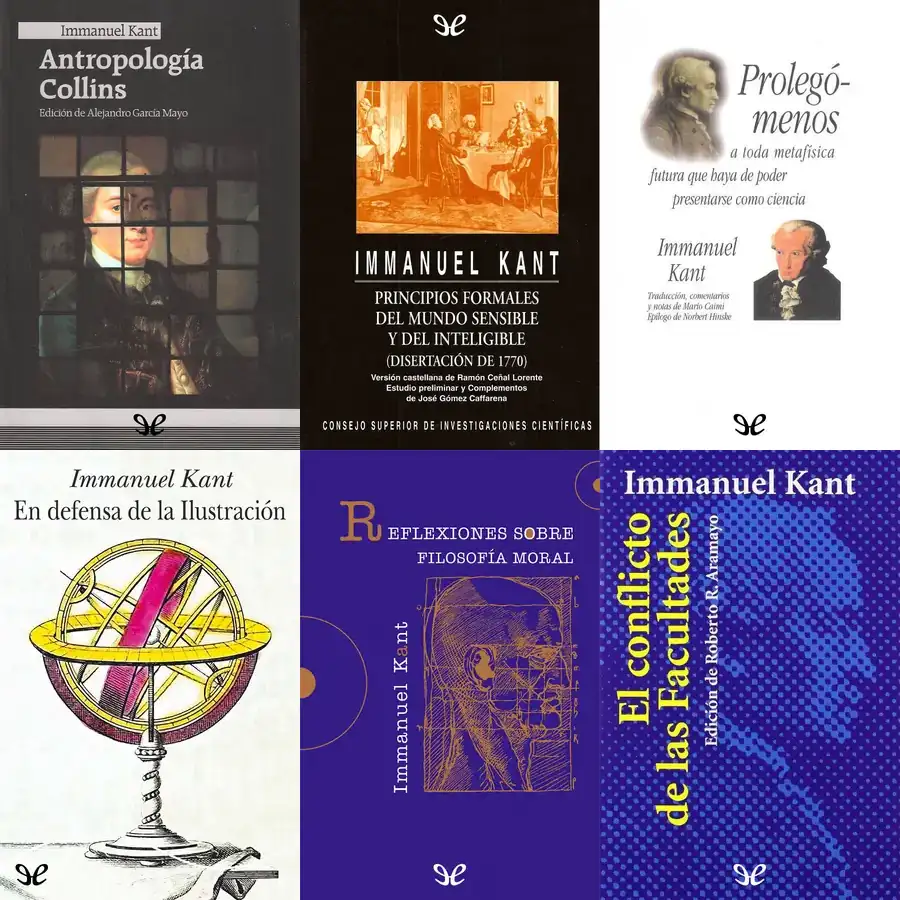 Immanuel Kant
Antropología
Collins
Edición de Alejandro García Mayo
IMMANUEL KANT
PRINCIPIOS FORMALES
DEL MUNDO SENSIBLE
Y DEL INTELIGIBLE
(DISERTACIÓN DE 1770)
Versión castellana de Ramón Ceñal Lorente
Estudio preliminar y Complementos
de José Gómez Caffarena
CONSEJO SUPERIOR DE INVESTIGACIONES CIENTÍFICAS
Prolegó-
menos
a toda metafísica
futura que haya de poder
presentarse como ciencia
Immanuel
Kant
Traducción, comentarios
y notas de Mario Caimi
Epílogo de Norbert Hinske
Immanuel Kant
En defensa de la Ilustración
REFLEXIONES SOBRE
FILOSOFÍA MORAL
Immanuel Kant
Immanuel Kant
El conflicto
de las Facultades
Edición de Roberto R. Aramayo